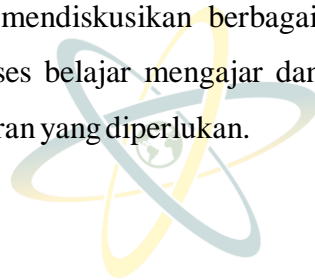 mendiskusikan berbagai
ses belajar mengajar dan
ran yang diperlukan.